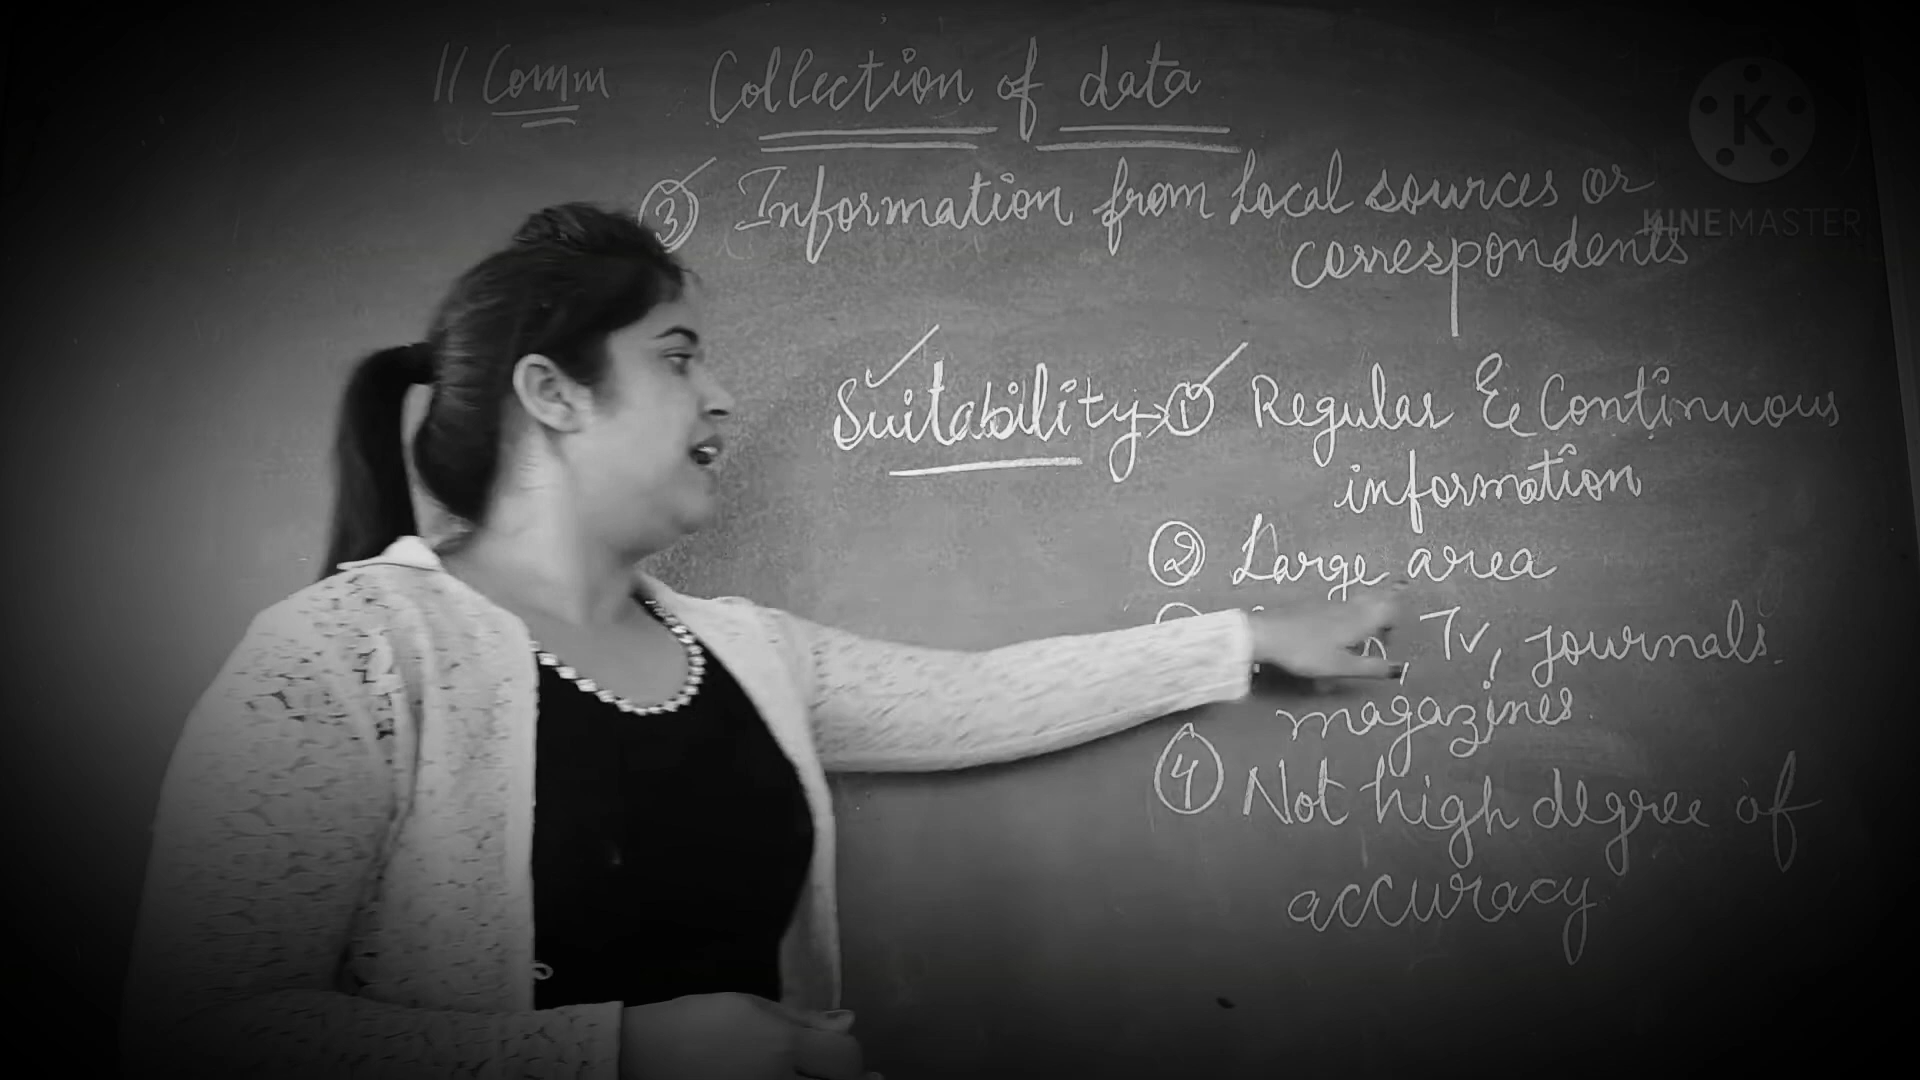 11 Comm Collection of data
③ Information from Local sources or
correspondents
Suitability → ① Regular & Continuous
information
② Large area
, Tv, journals.
magazines
④ Not high degree of
accuracy
K
KINEMASTER